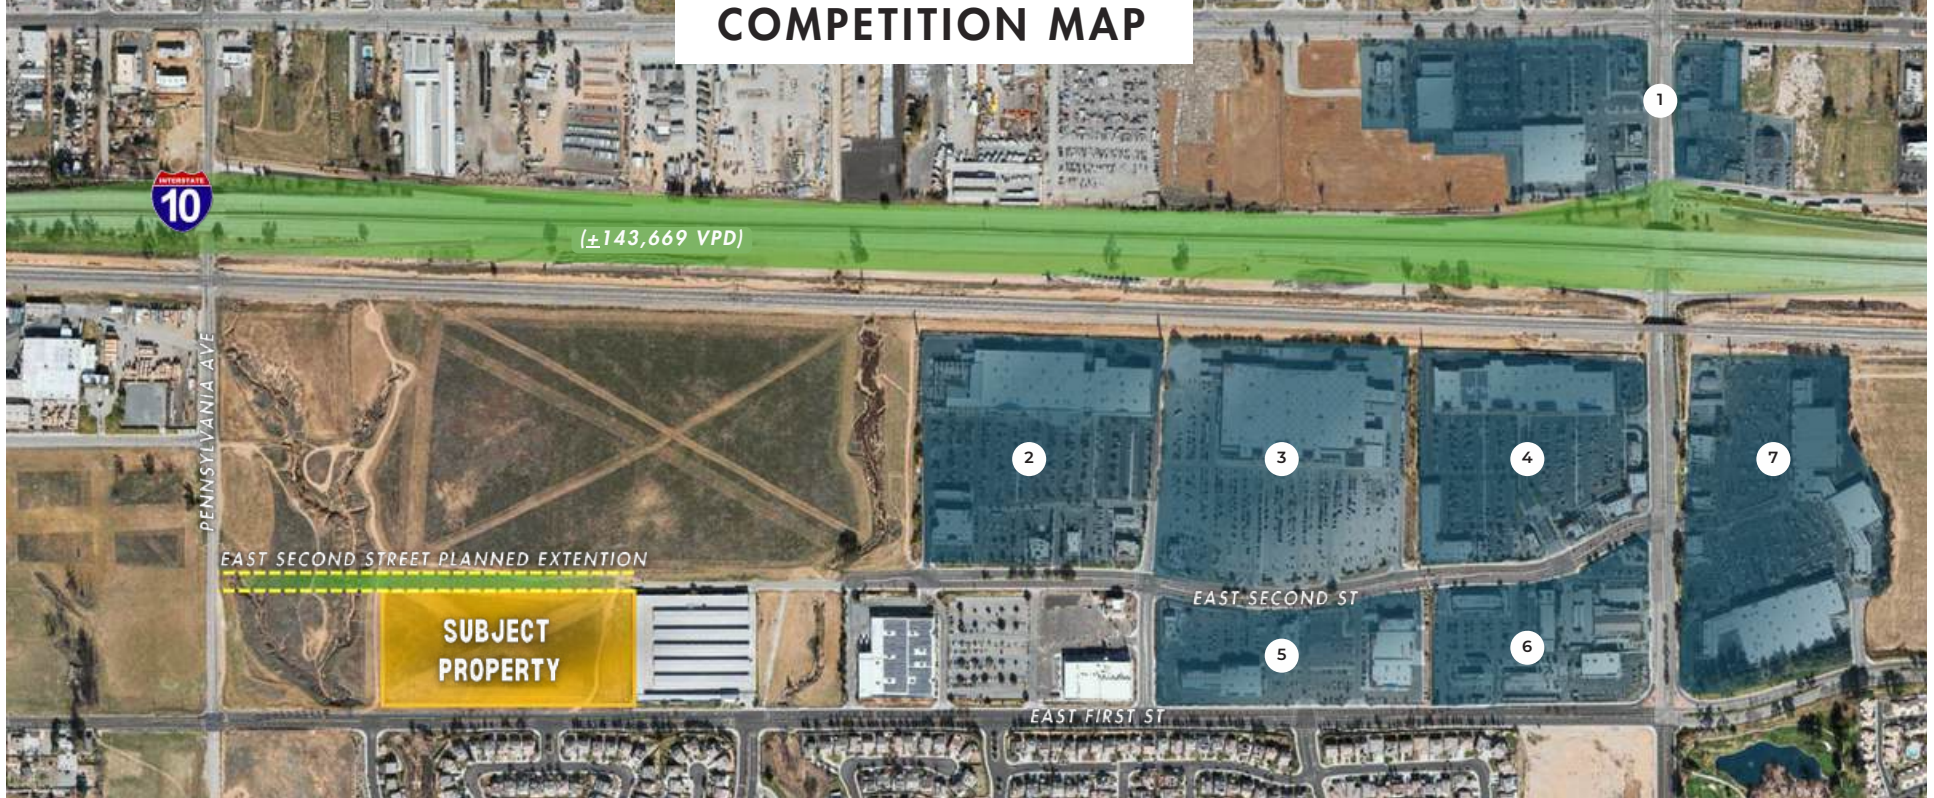 COMPETITION MAP
1
INTERSTATE
10
(±143,669 VPD)
PENNSYLVANIA AVE
2
3
4
7
EAST SECOND STREET PLANNED EXTENTION
EAST SECOND ST
SUBJECT
PROPERTY
5
6
EAST FIRST ST